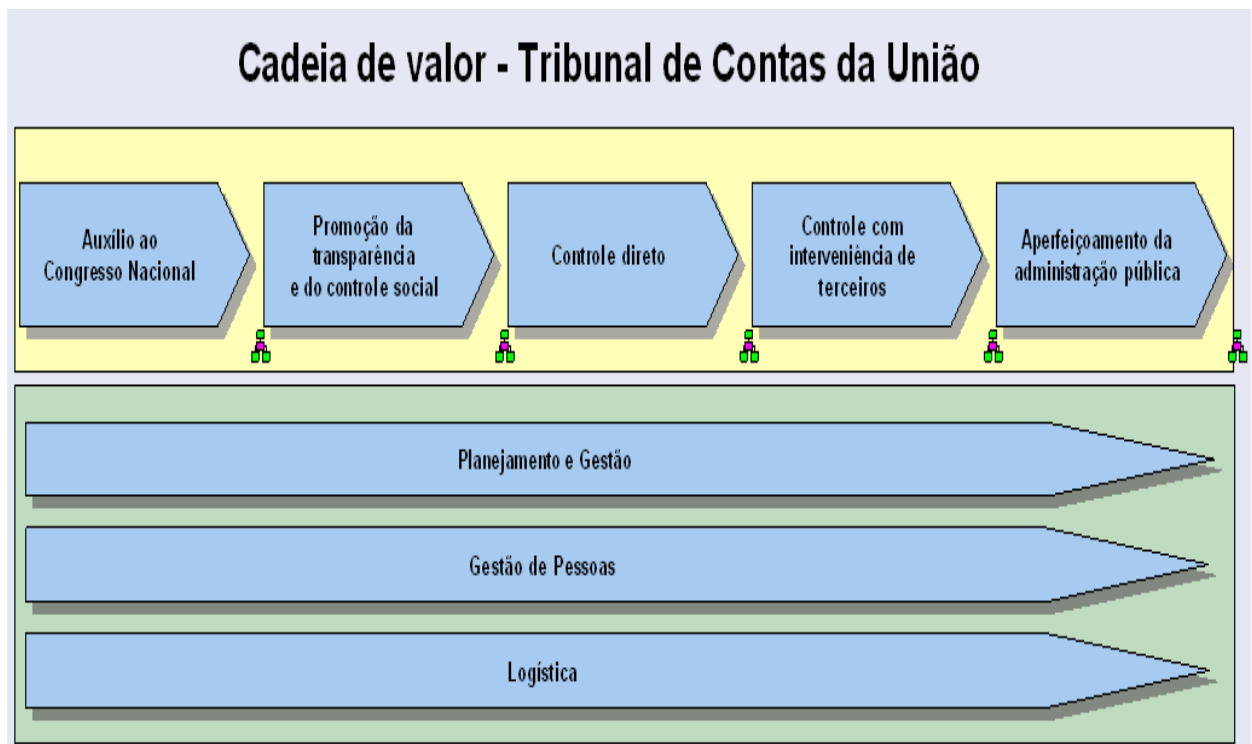 Cadeia de valor - Tribunal de Contas da União
Auxílio ao
Congresso Nacional
Promoção da
transparência
e do controle social
Controle direto
Controle com
interveniência de
terceiros
Aperfeiçoamento da
administração pública
Planejamento e Gestão
Gestão de Pessoas
Logística